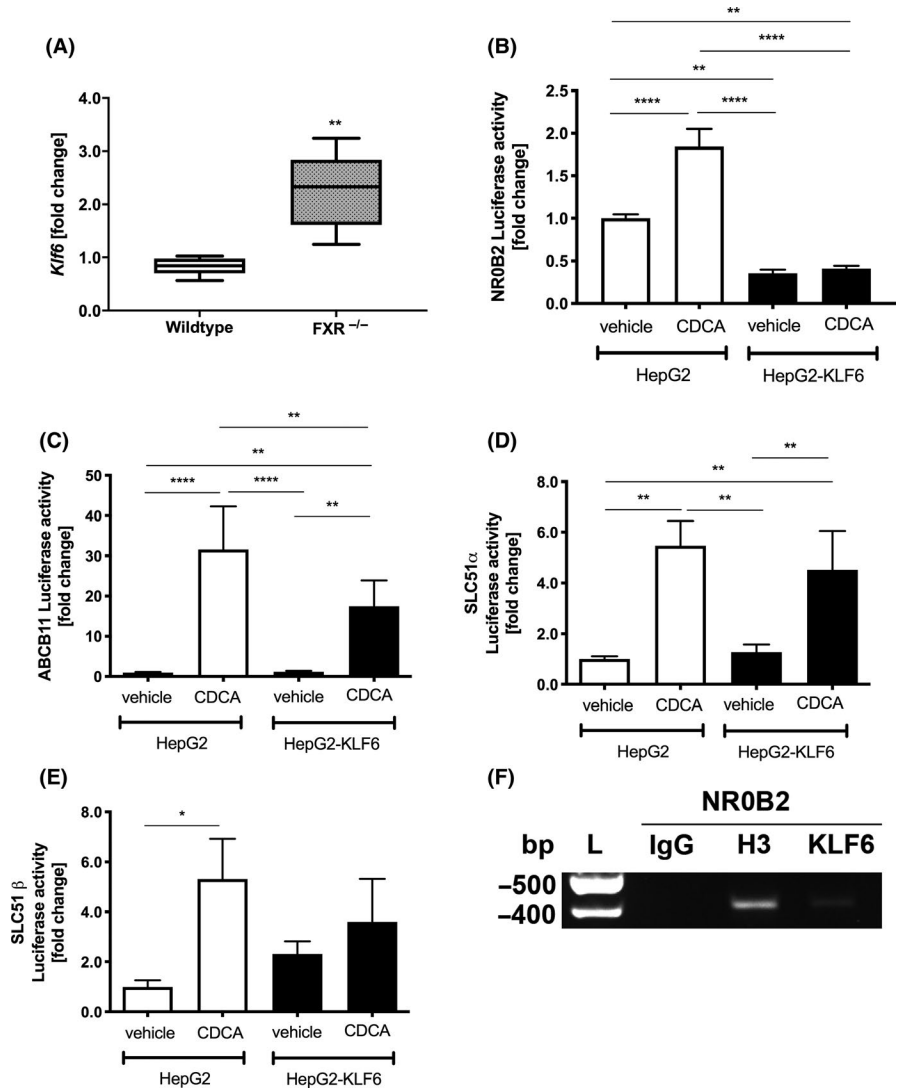 (A)
Klf6 [fold change]
4.0
3.0
2.0
1.0
0.0
**
Wildtype
FXR −/−
(B)
NR0B2 Luciferase activity
[fold change]
2.5
2.0
1.5
1.0
0.5
0.0
**
****
**
****
****
vehicle
CDCA
vehicle
CDCA
HepG2
HepG2-KLF6
(C)
ABCB11 Luciferase activity
[fold change]
50
40
30
20
10
0
**
**
****
****
**
vehicle
CDCA
vehicle
CDCA
HepG2
HepG2-KLF6
(D)
SLC51α
Luciferase activity
[fold change]
8.0
6.0
4.0
2.0
0.0
**
**
**
**
vehicle
CDCA
vehicle
CDCA
HepG2
HepG2-KLF6
(E)
SLC51 β
Luciferase activity
[fold change]
8.0
6.0
4.0
2.0
0.0
*
vehicle
CDCA
vehicle
CDCA
HepG2
HepG2-KLF6
(F)
NR0B2
bp L IgG H3 KLF6
–500
–400